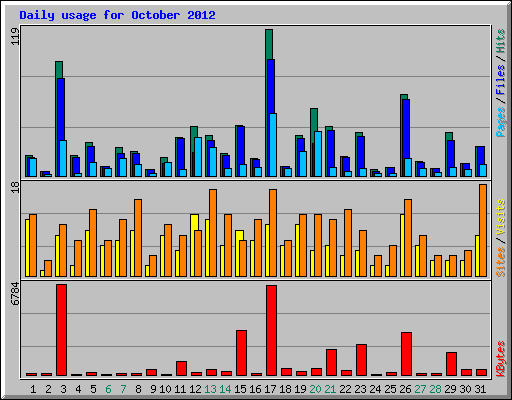 Daily usage for October 2012
119
Pages / Files / Hits
18
Sites / Visits
6784
KBytes
1 2 3 4 5 6 7 8 9 10 11 12 13 14 15 16 17 18 19 20 21 22 23 24 25 26 27 28 29 30 31